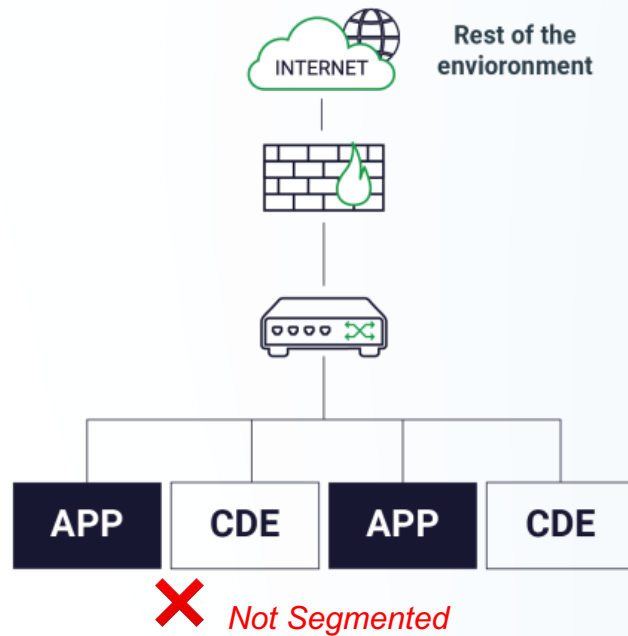 INTERNET
Rest of the
envioronment
APP CDE APP CDE
Not Segmented